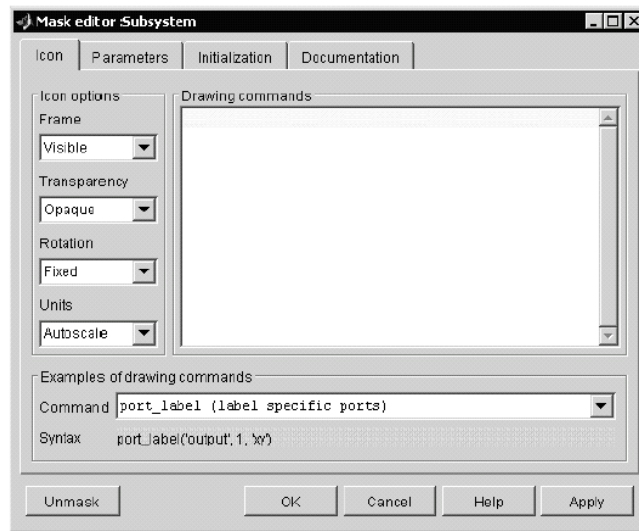 Mask editor:Subsystem
Icon Parameters Initialization Documentation
Icon options
Frame
Visible
Transparency
Opaque
Rotation
Fixed
Units
Autoscale
Drawing commands
Examples of drawing commands
Command port_label (label specific ports)
Syntax port_label('output', 1, 'xy')
Unmask OK Cancel Help Apply